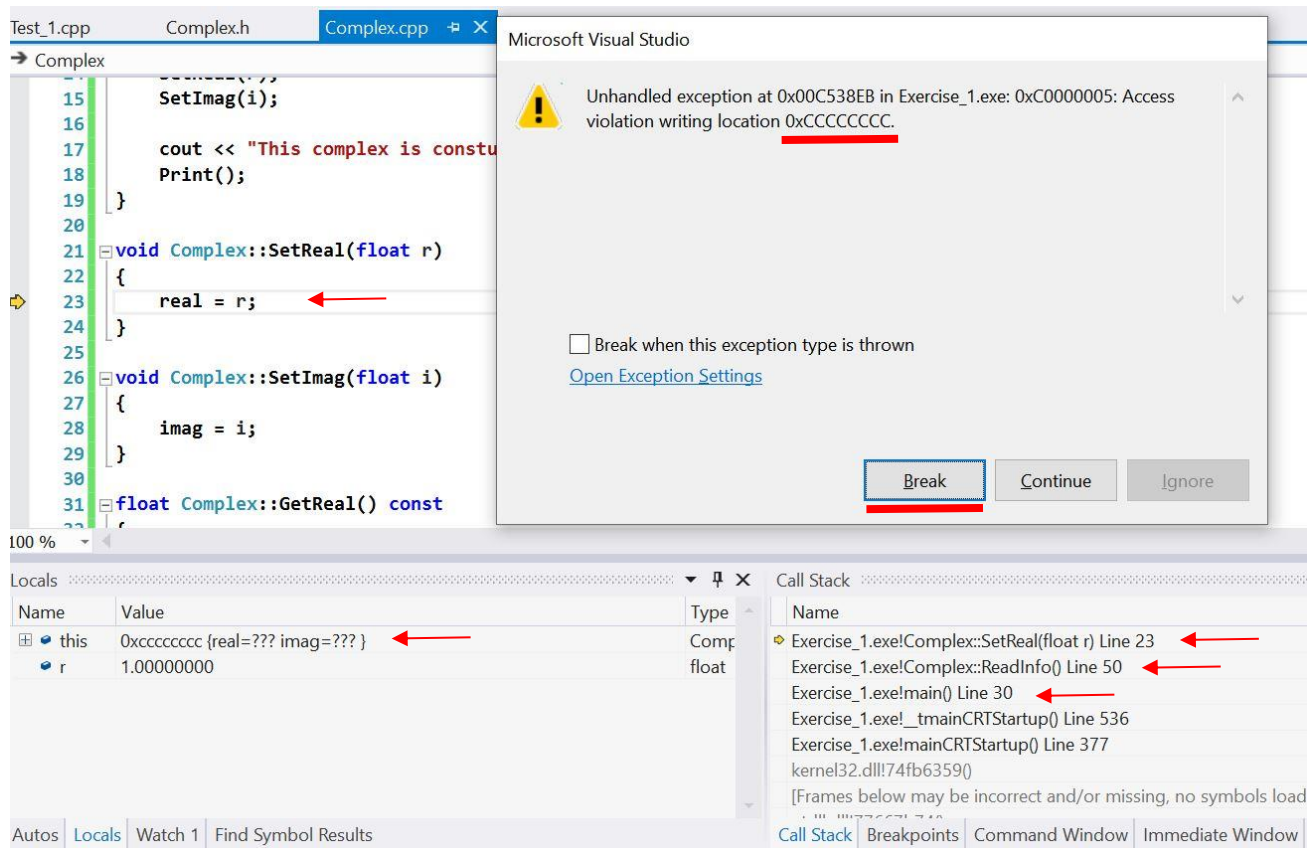 Test_1.cpp Complex.h Complex.cpp
Complex
15 SetImag(i);
16
17 cout << "This complex is constu
18 Print();
19 }
20
21 void Complex::SetReal(float r)
22 {
23 real = r;
24 }
25
26 void Complex::SetImag(float i)
27 {
28 imag = i;
29 }
30
31 float Complex::GetReal() const
100 %
Microsoft Visual Studio
Unhandled exception at 0x00C538EB in Exercise_1.exe: 0xC0000005: Access
violation writing location 0xCCCCCCCC.
Break when this exception type is thrown
Open Exception Settings
Break Continue Ignore
Locals
Name Value Type
this 0xcccccccc {real=??? imag=??? } Comp
r 1.00000000 float
Autos Locals Watch 1 Find Symbol Results
Call Stack
Name
Exercise_1.exe!Complex::SetReal(float r) Line 23
Exercise_1.exe!Complex::ReadInfo() Line 50
Exercise_1.exe!main() Line 30
Exercise_1.exe!__tmainCRTStartup() Line 536
Exercise_1.exe!mainCRTStartup() Line 377
kernel32.dll!74fb6359()
[Frames below may be incorrect and/or missing, no symbols load
Call Stack Breakpoints Command Window Immediate Window